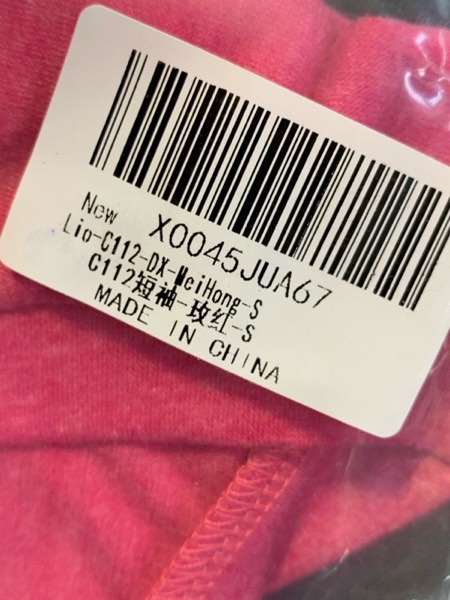 X0045JUA67
New
Lio-C112-DX-MeiHong-S
C112短袖-玫红-S
MADE IN CHINA